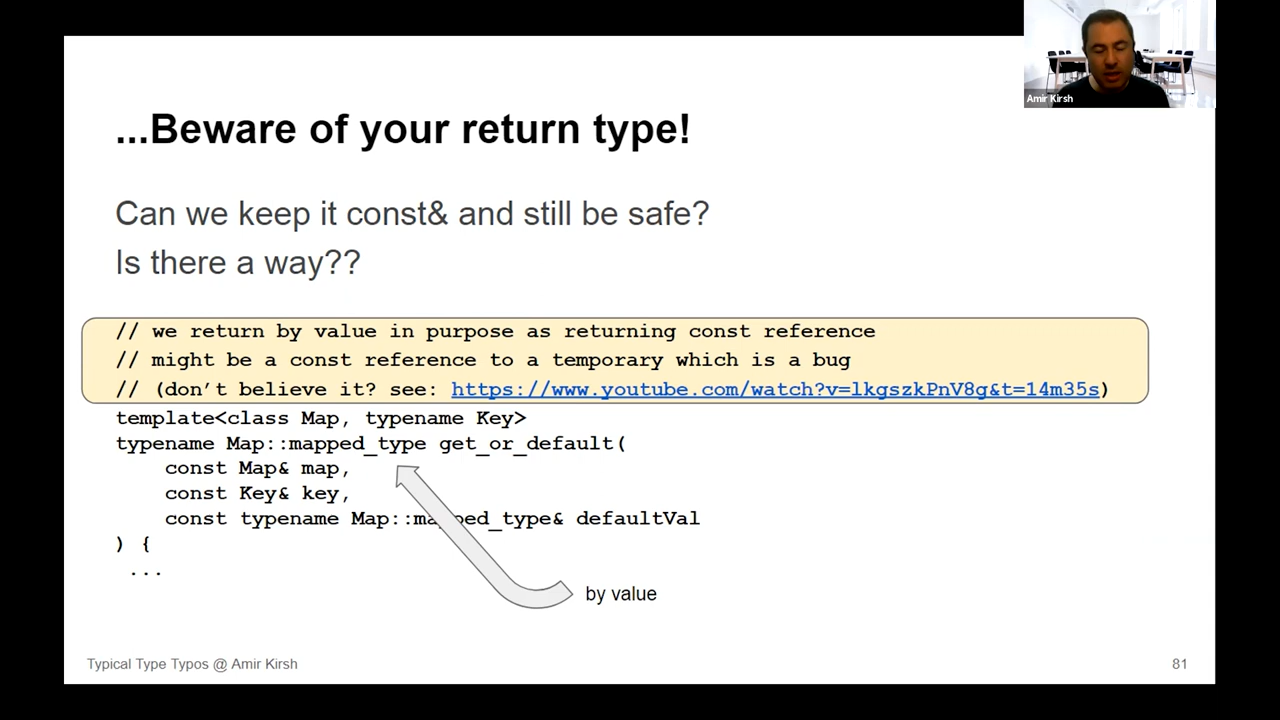 Amir Kirsh
...Beware of your return type!
Can we keep it const& and still be safe?
Is there a way??
// we return by value in purpose as returning const reference
// might be a const reference to a temporary which is a bug
// (don’t believe it? see: https://www.youtube.com/watch?v=lkgszkPnV8g&t=14m35s)
template<class Map, typename Key>
typename Map::mapped_type get_or_default(
const Map& map,
const Key& key,
const typename Map::mapped_type& defaultVal
) {
...
by value
Typical Type Typos @ Amir Kirsh
81